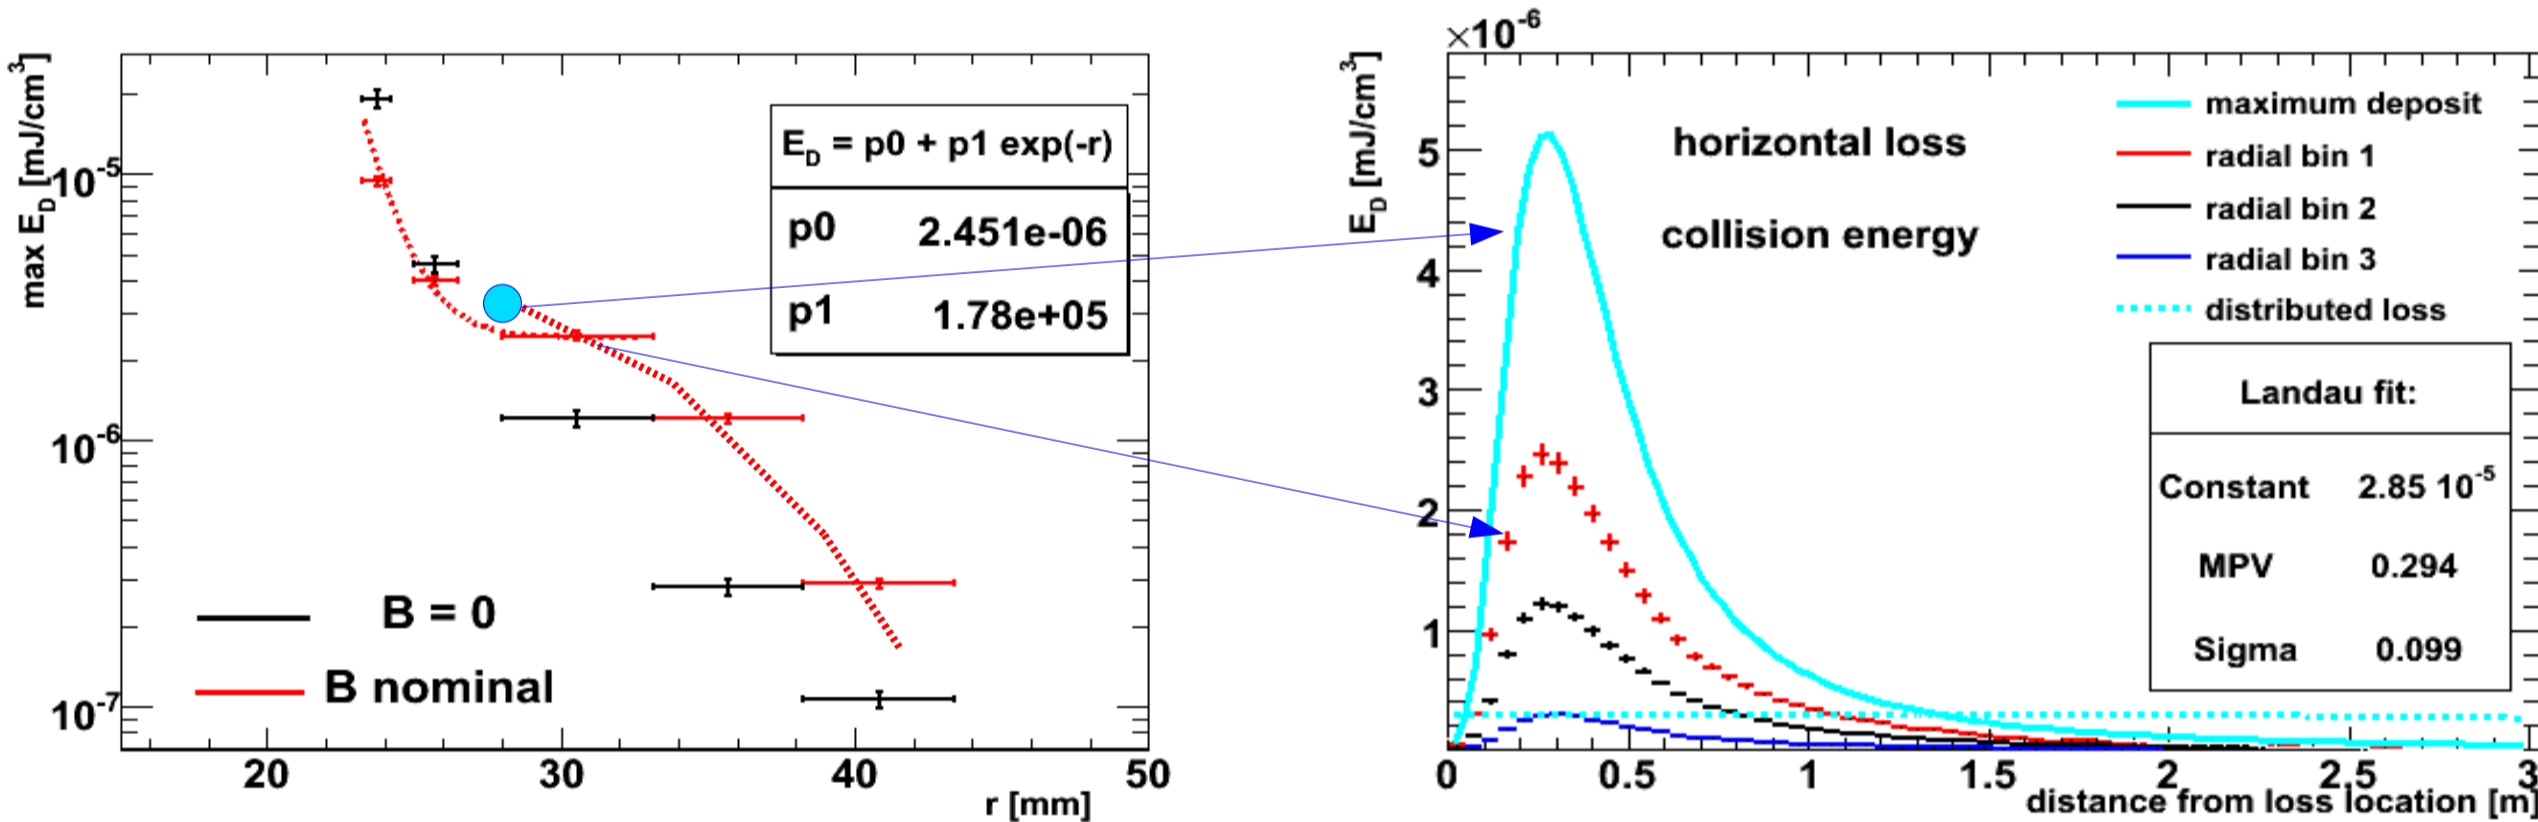 max E_D [mJ/cm³]
10⁻⁵
10⁻⁶
10⁻⁷
E_D = p0 + p1 exp(-r)
p0 2.451e-06
p1 1.78e+05
B = 0
B nominal
20 30 40 50
r [mm]
×10⁻⁶
E_D [mJ/cm³]
5
4
3
2
1
horizontal loss
collision energy
maximum deposit
radial bin 1
radial bin 2
radial bin 3
distributed loss
Landau fit:
Constant 2.85 10⁻⁵
MPV 0.294
Sigma 0.099
0 0.5 1 1.5 2 2.5 3
distance from loss location [m]